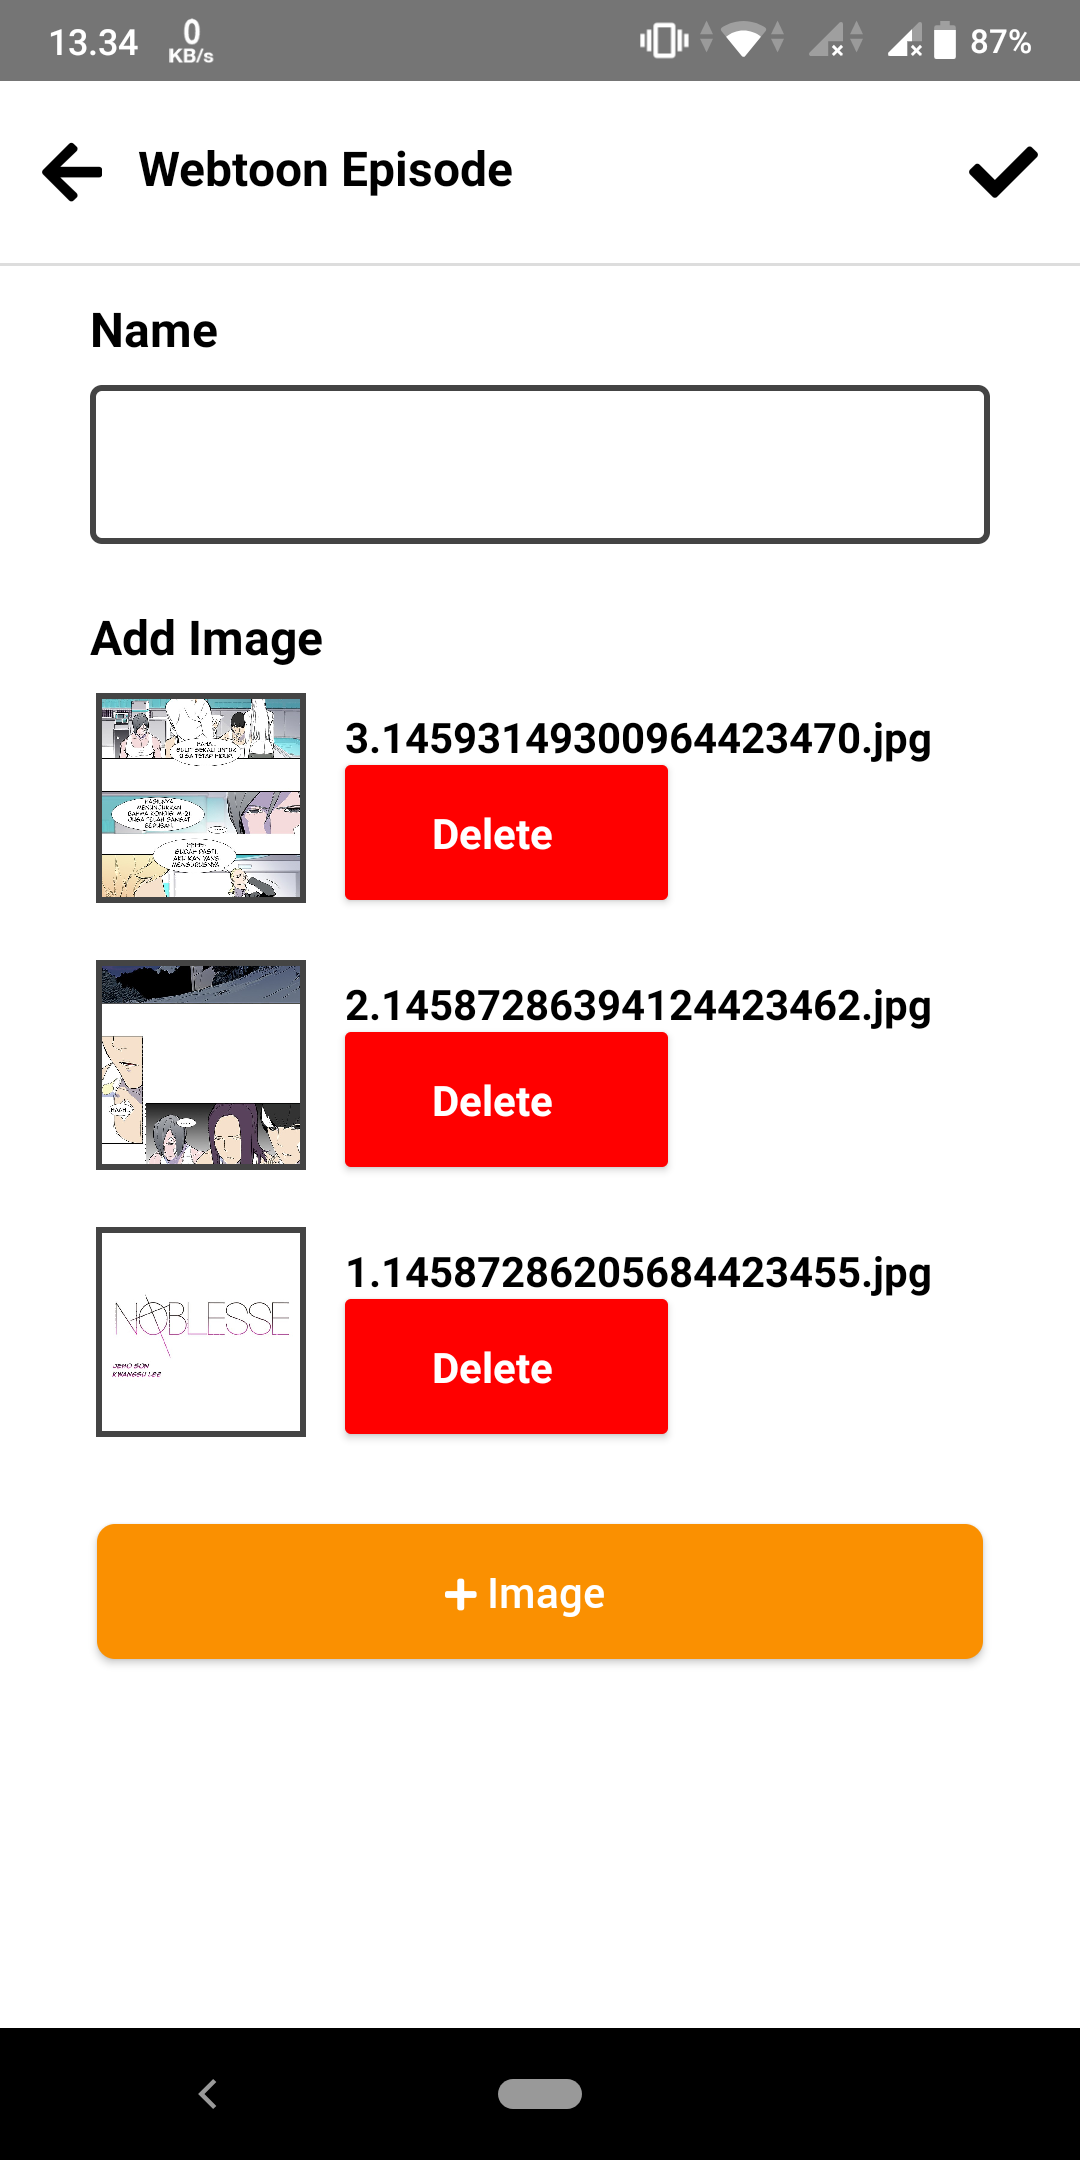 13.34
0
KB/s
87%
Webtoon Episode
Name
Add Image
3.14593149300964423470.jpg
Delete
2.14587286394124423462.jpg
Delete
NOBLESSE
JEHO SON
KWANGSU LEE
1.14587286205684423455.jpg
Delete
+ Image